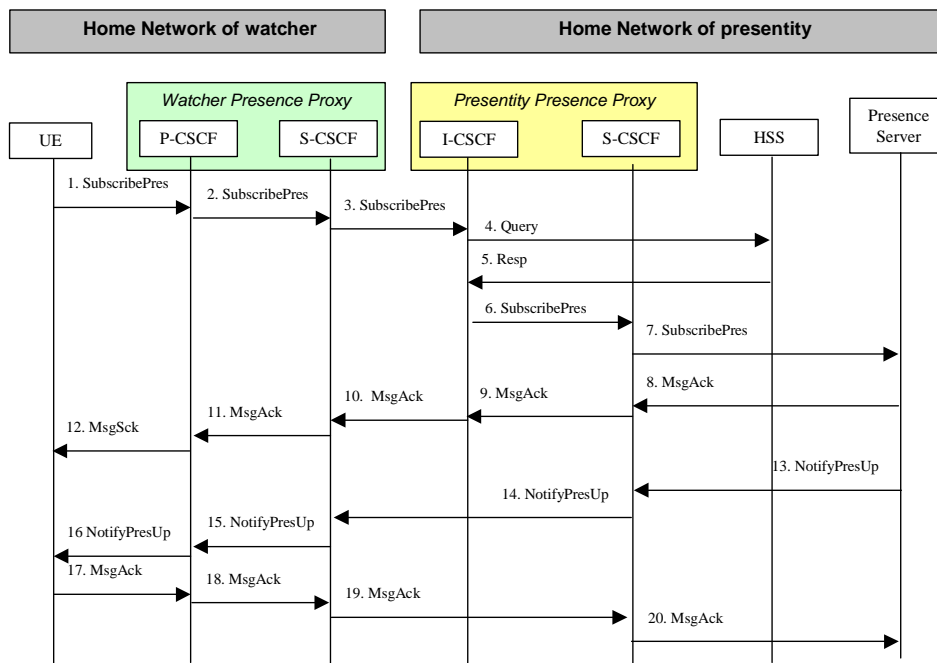 Home Network of watcher
Home Network of presentity
Watcher Presence Proxy
Presentity Presence Proxy
UE
P-CSCF
S-CSCF
I-CSCF
S-CSCF
HSS
Presence
Server
1. SubscribePres
2. SubscribePres
3. SubscribePres
4. Query
5. Resp
6. SubscribePres
7. SubscribePres
8. MsgAck
9. MsgAck
10. MsgAck
11. MsgAck
12. MsgSck
13. NotifyPresUp
14. NotifyPresUp
15. NotifyPresUp
16 NotifyPresUp
17. MsgAck
18. MsgAck
19. MsgAck
20. MsgAck